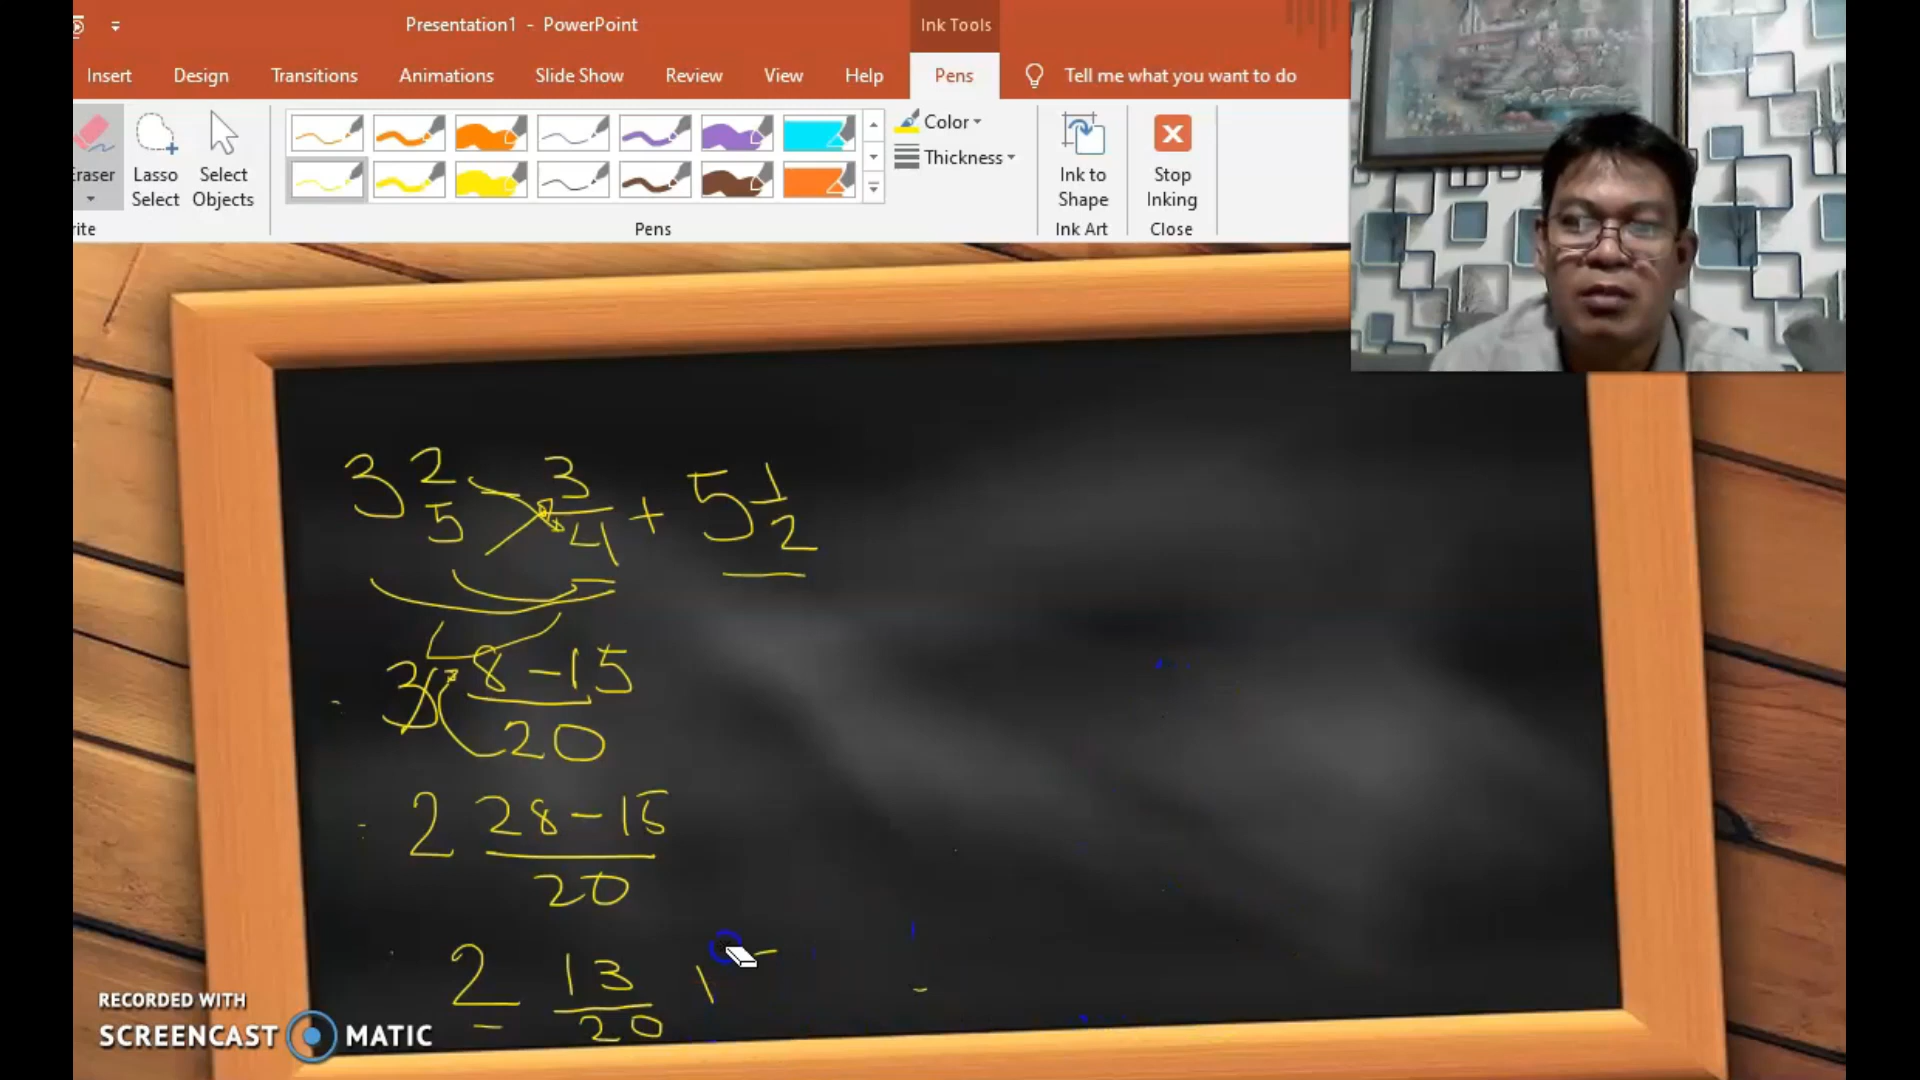 Presentation1 - PowerPoint
Ink Tools
Insert Design Transitions Animations Slide Show Review View Help Pens Tell me what you want to do
Eraser
Lasso Select
Select Objects
Color
Thickness
Ink to Shape
Stop Inking
rite
Pens
Ink Art
Close
3 2/5 - 3/4 + 5 1/2
3 8-15/20
2 28-15/20
2 13/20
RECORDED WITH
SCREENCAST MATIC